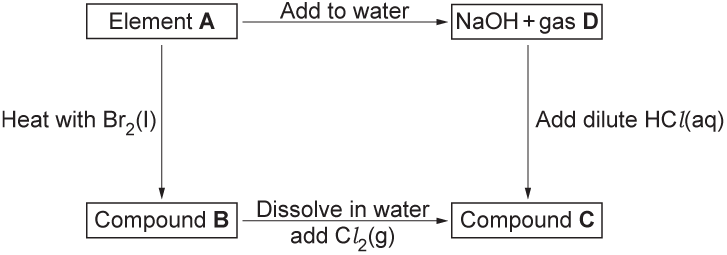 Element A
Add to water
NaOH + gas D
Heat with Br₂(l)
Add dilute HCl(aq)
Compound B
Dissolve in water
add Cl₂(g)
Compound C